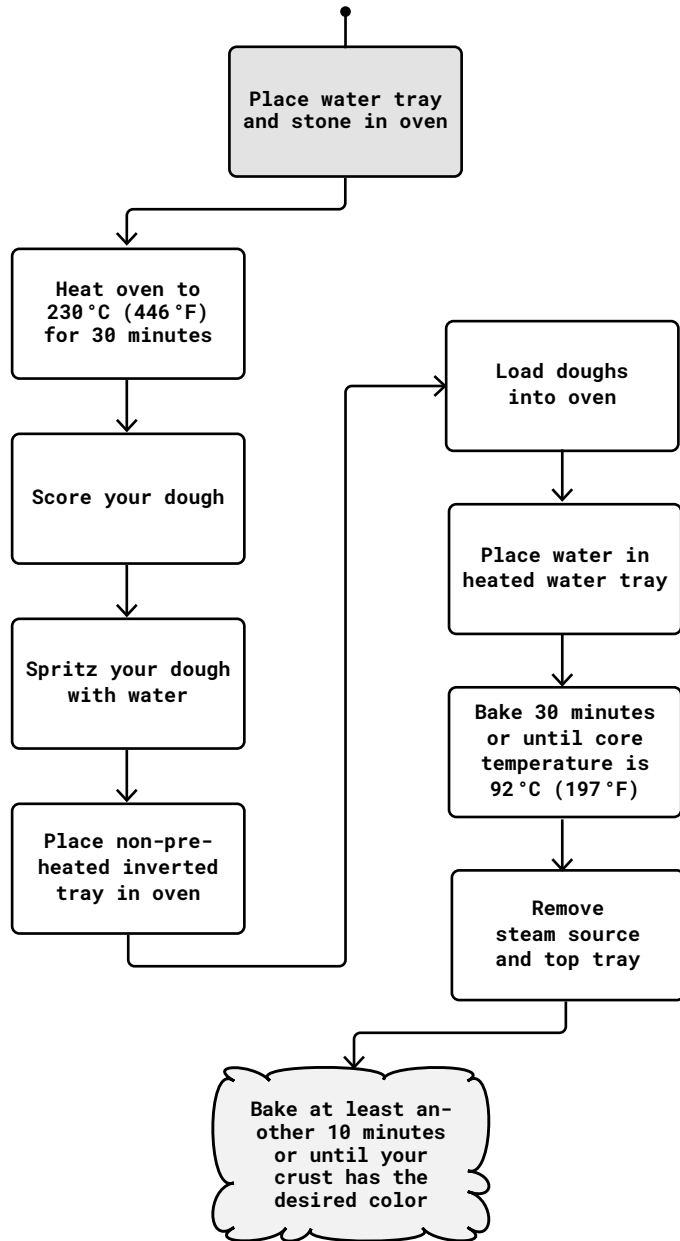 Place water tray
and stone in oven
Heat oven to
230°C (446°F)
for 30 minutes
Score your dough
Spritz your dough
with water
Place non-pre-
heated inverted
tray in oven
Load doughs
into oven
Place water in
heated water tray
Bake 30 minutes
or until core
temperature is
92°C (197°F)
Remove
steam source
and top tray
Bake at least an-
other 10 minutes
or until your
crust has the
desired color